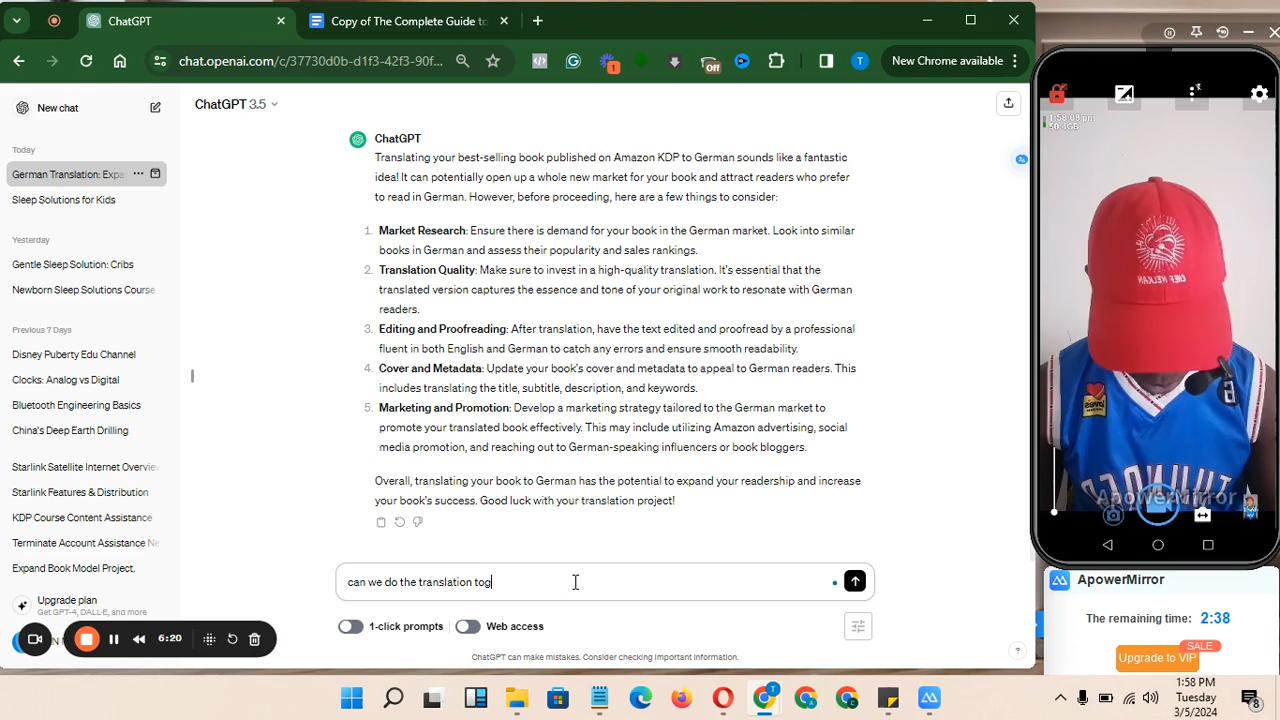 ChatGPT
Copy of The Complete Guide to
chat.openai.com/c/37730d0b-d1f3-42f3-90f...
1
Off
T
New Chrome available
New chat
Today
German Translation: Expa
Sleep Solutions for Kids
Yesterday
Gentle Sleep Solution: Cribs
Newborn Sleep Solutions Course
Previous 7 Days
Disney Puberty Edu Channel
Clocks: Analog vs Digital
Bluetooth Engineering Basics
China's Deep Earth Drilling
Starlink Satellite Internet Overview
Starlink Features & Distribution
KDP Course Content Assistance
Terminate Account Assistance Ne
Expand Book Model Project.
Upgrade plan
Get GPT-4, DALL·E, and more
6:20
ChatGPT 3.5
ChatGPT
Translating your best-selling book published on Amazon KDP to German sounds like a fantastic
idea! It can potentially open up a whole new market for your book and attract readers who prefer
to read in German. However, before proceeding, here are a few things to consider:
1. Market Research: Ensure there is demand for your book in the German market. Look into similar
books in German and assess their popularity and sales rankings.
2. Translation Quality: Make sure to invest in a high-quality translation. It's essential that the
translated version captures the essence and tone of your original work to resonate with German
readers.
3. Editing and Proofreading: After translation, have the text edited and proofread by a professional
fluent in both English and German to catch any errors and ensure smooth readability.
4. Cover and Metadata: Update your book's cover and metadata to appeal to German readers. This
includes translating the title, subtitle, description, and keywords.
5. Marketing and Promotion: Develop a marketing strategy tailored to the German market to
promote your translated book effectively. This may include utilizing Amazon advertising, social
media promotion, and reaching out to German-speaking influencers or book bloggers.
Overall, translating your book to German has the potential to expand your readership and increase
your book's success. Good luck with your translation project!
can we do the translation tog
1-click prompts
Web access
ChatGPT can make mistakes. Consider checking important information.
?
1:58:08 pm
50.4GB
CHEF NELKAN
ApowerMirror
ApowerMirror
The remaining time: 2:38
SALE
Upgrade to VIP
1:58 PM
Tuesday
3/5/2024
8